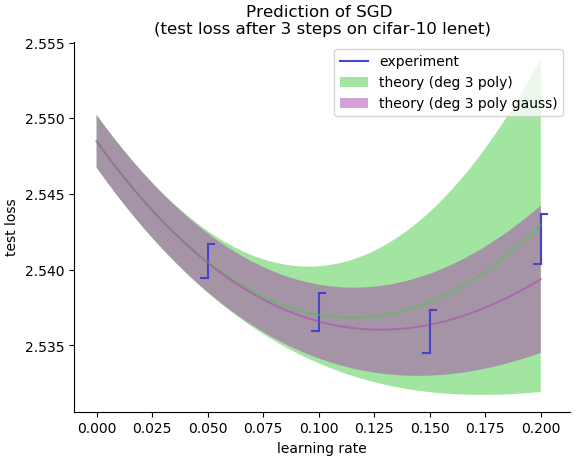 Prediction of SGD
(test loss after 3 steps on cifar-10 lenet)
experiment
theory (deg 3 poly)
theory (deg 3 poly gauss)
test loss
2.555
2.550
2.545
2.540
2.535
0.000 0.025 0.050 0.075 0.100 0.125 0.150 0.175 0.200
learning rate